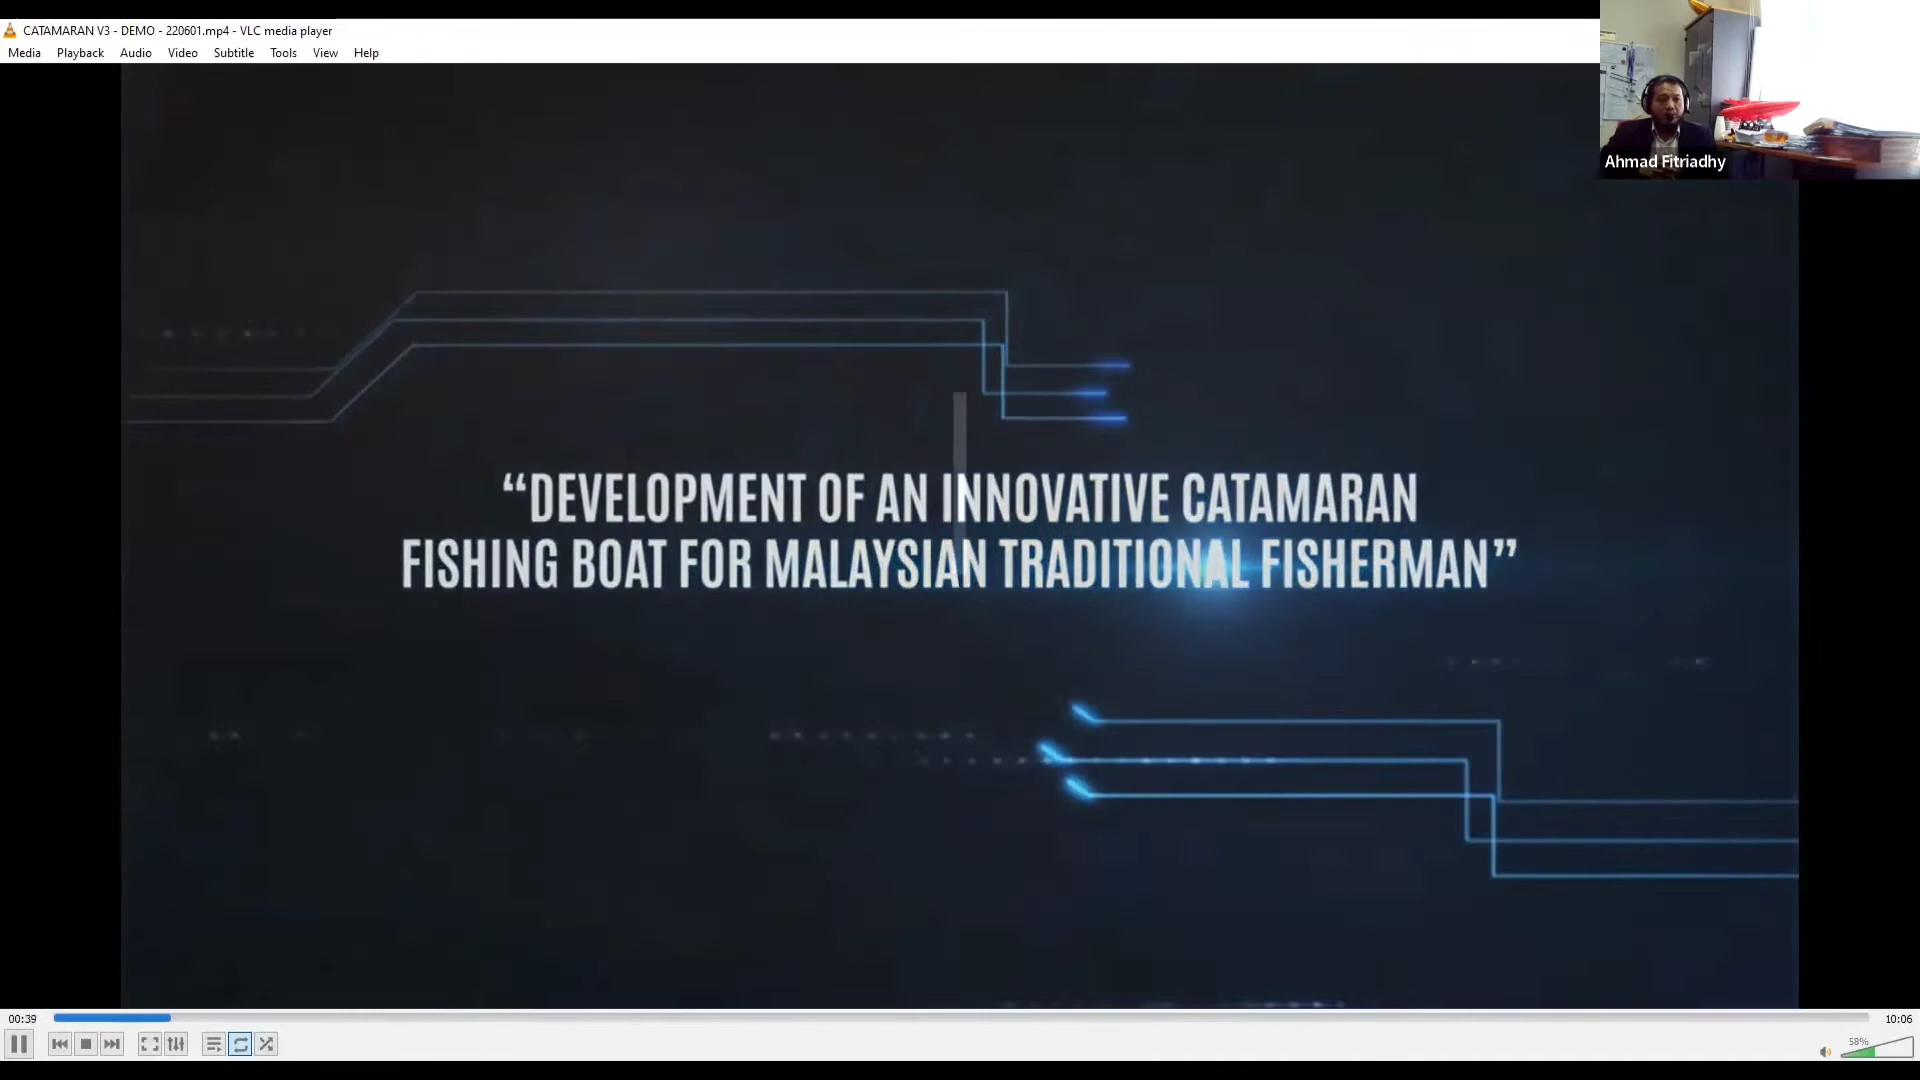 CATAMARAN V3 - DEMO - 220601.mp4 - VLC media player
Media Playback Audio Video Subtitle Tools View Help
Ahmad Fitriadhy
“DEVELOPMENT OF AN INNOVATIVE CATAMARAN
FISHING BOAT FOR MALAYSIAN TRADITIONAL FISHERMAN”
00:39
10:06
58%